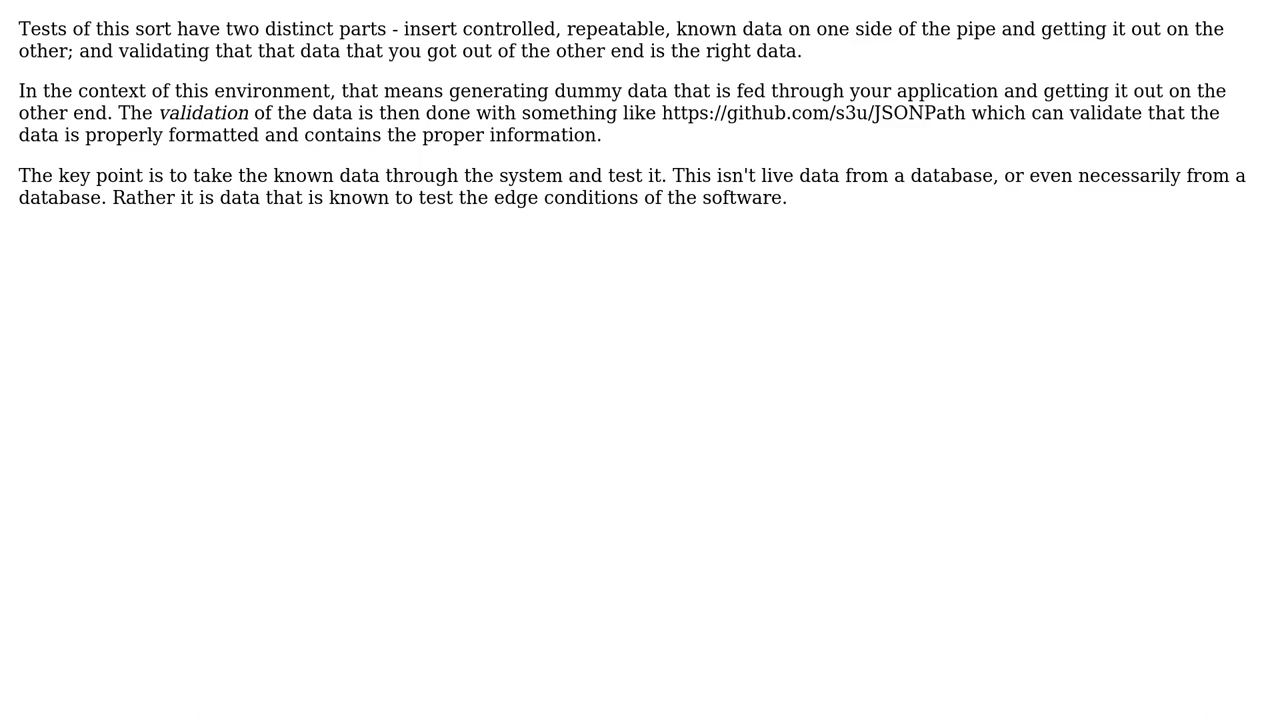 Tests of this sort have two distinct parts - insert controlled, repeatable, known data on one side of the pipe and getting it out on the
other; and validating that that data that you got out of the other end is the right data.
In the context of this environment, that means generating dummy data that is fed through your application and getting it out on the
other end. The validation of the data is then done with something like https://github.com/s3u/JSONPath which can validate that the
data is properly formatted and contains the proper information.
The key point is to take the known data through the system and test it. This isn't live data from a database, or even necessarily from a
database. Rather it is data that is known to test the edge conditions of the software.